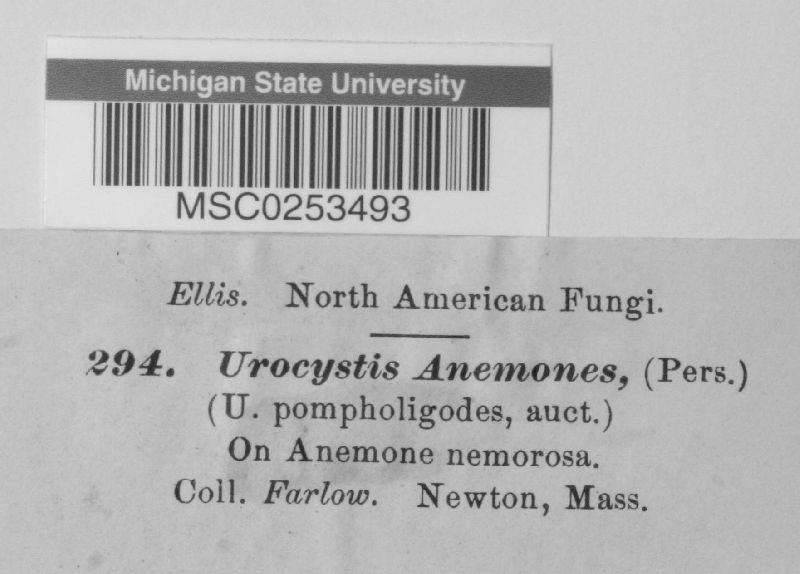 Michigan State University
MSC0253493
Ellis. North American Fungi.
294. Urocystis Anemones, (Pers.)
(U. pompholigodes, auct.)
On Anemone nemorosa.
Coll. Farlow. Newton, Mass.